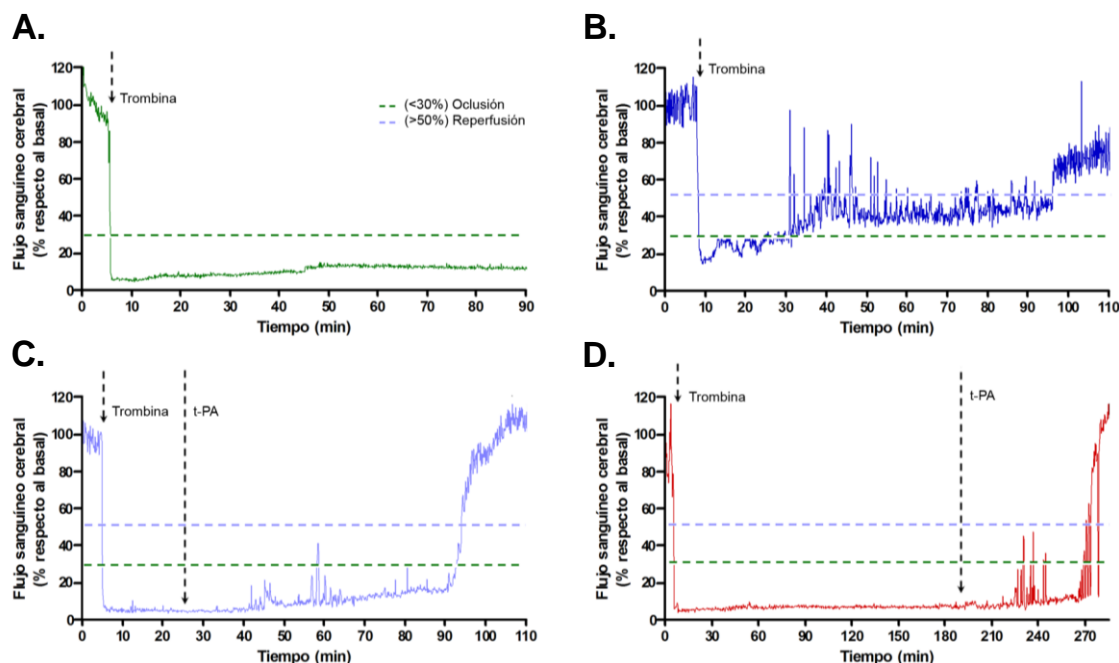 A.
Flujo sanguíneo cerebral
(% respecto al basal)
120
100
80
60
40
20
0
Trombina
(<30%) Oclusión
(>50%) Reperfusión
0 10 20 30 40 50 60 70 80 90
Tiempo (min)
B.
Flujo sanguíneo cerebral
(% respecto al basal)
120
100
80
60
40
20
0
Trombina
0 10 20 30 40 50 60 70 80 90 100 110
Tiempo (min)
C.
Flujo sanguíneo cerebral
(% respecto al basal)
120
100
80
60
40
20
0
Trombina
t-PA
0 10 20 30 40 50 60 70 80 90 100 110
Tiempo (min)
D.
Flujo sanguíneo cerebral
(% respecto al basal)
120
100
80
60
40
20
0
Trombina
t-PA
0 30 60 90 120 150 180 210 240 270
Tiempo (min)